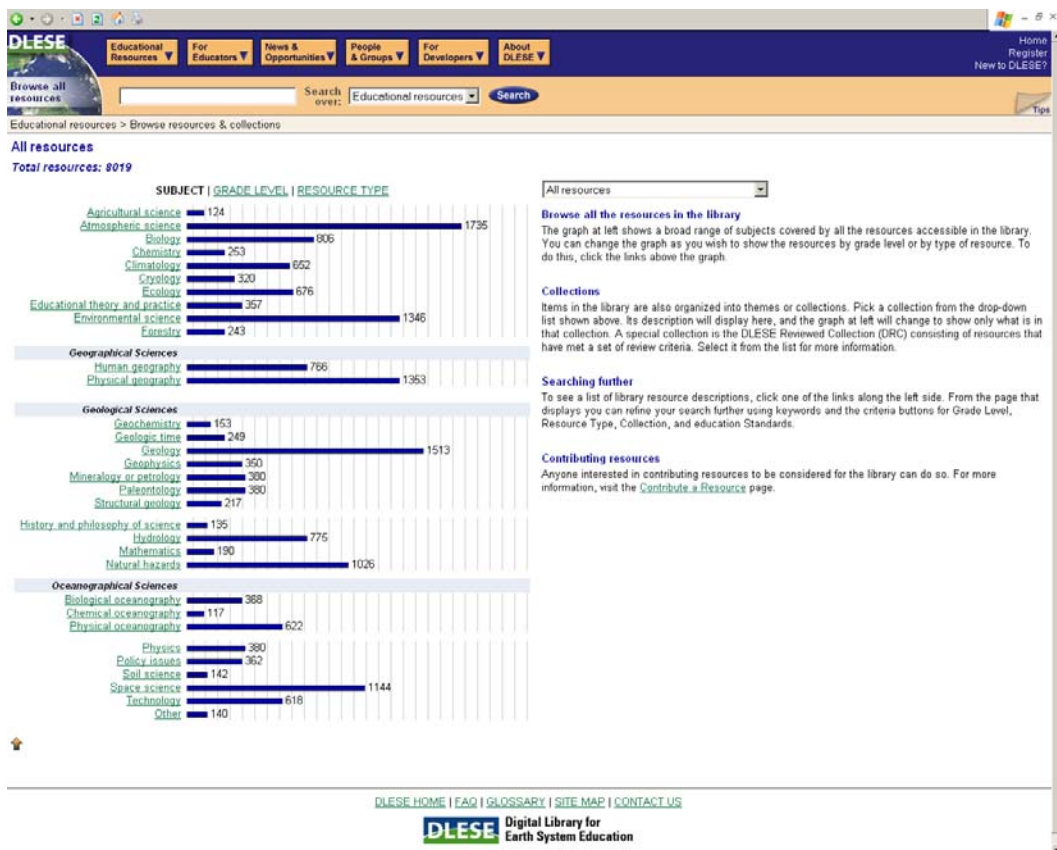 DLESE
Educational Resources
For Educators
News & Opportunities
People & Groups
For Developers
About DLESE
Home
Register
New to DLESE?
Browse all resources
Search over:
Educational resources
Search
Tips
Educational resources > Browse resources & collections
All resources
Total resources: 8019
SUBJECT | GRADE LEVEL | RESOURCE TYPE
Agricultural science 124
Atmospheric science 1735
Biology 806
Chemistry 253
Climatology 652
Cryology 320
Ecology 676
Educational theory and practice 357
Environmental science 1346
Forestry 243
Geographical Sciences
Human geography 766
Physical geography 1353
Geological Sciences
Geochemistry 153
Geologic time 249
Geology 1513
Geophysics 350
Mineralogy or petrology 380
Paleontology 380
Structural geology 217
History and philosophy of science 135
Hydrology 775
Mathematics 190
Natural hazards 1026
Oceanographical Sciences
Biological oceanography 368
Chemical oceanography 117
Physical oceanography 622
Physics 380
Policy issues 362
Soil science 142
Space science 1144
Technology 618
Other 140
All resources
Browse all the resources in the library
The graph at left shows a broad range of subjects covered by all the resources accessible in the library.
You can change the graph as you wish to show the resources by grade level or by type of resource. To
do this, click the links above the graph.
Collections
Items in the library are also organized into themes or collections. Pick a collection from the drop-down
list shown above. Its description will display here, and the graph at left will change to show only what is in
that collection. A special collection is the DLESE Reviewed Collection (DRC) consisting of resources that
have met a set of review criteria. Select it from the list for more information.
Searching further
To see a list of library resource descriptions, click one of the links along the left side. From the page that
displays you can refine your search further using keywords and the criteria buttons for Grade Level,
Resource Type, Collection, and education Standards.
Contributing resources
Anyone interested in contributing resources to be considered for the library can do so. For more
information, visit the Contribute a Resource page.
DLESE HOME | FAQ | GLOSSARY | SITE MAP | CONTACT US
DLESE Digital Library for
Earth System Education